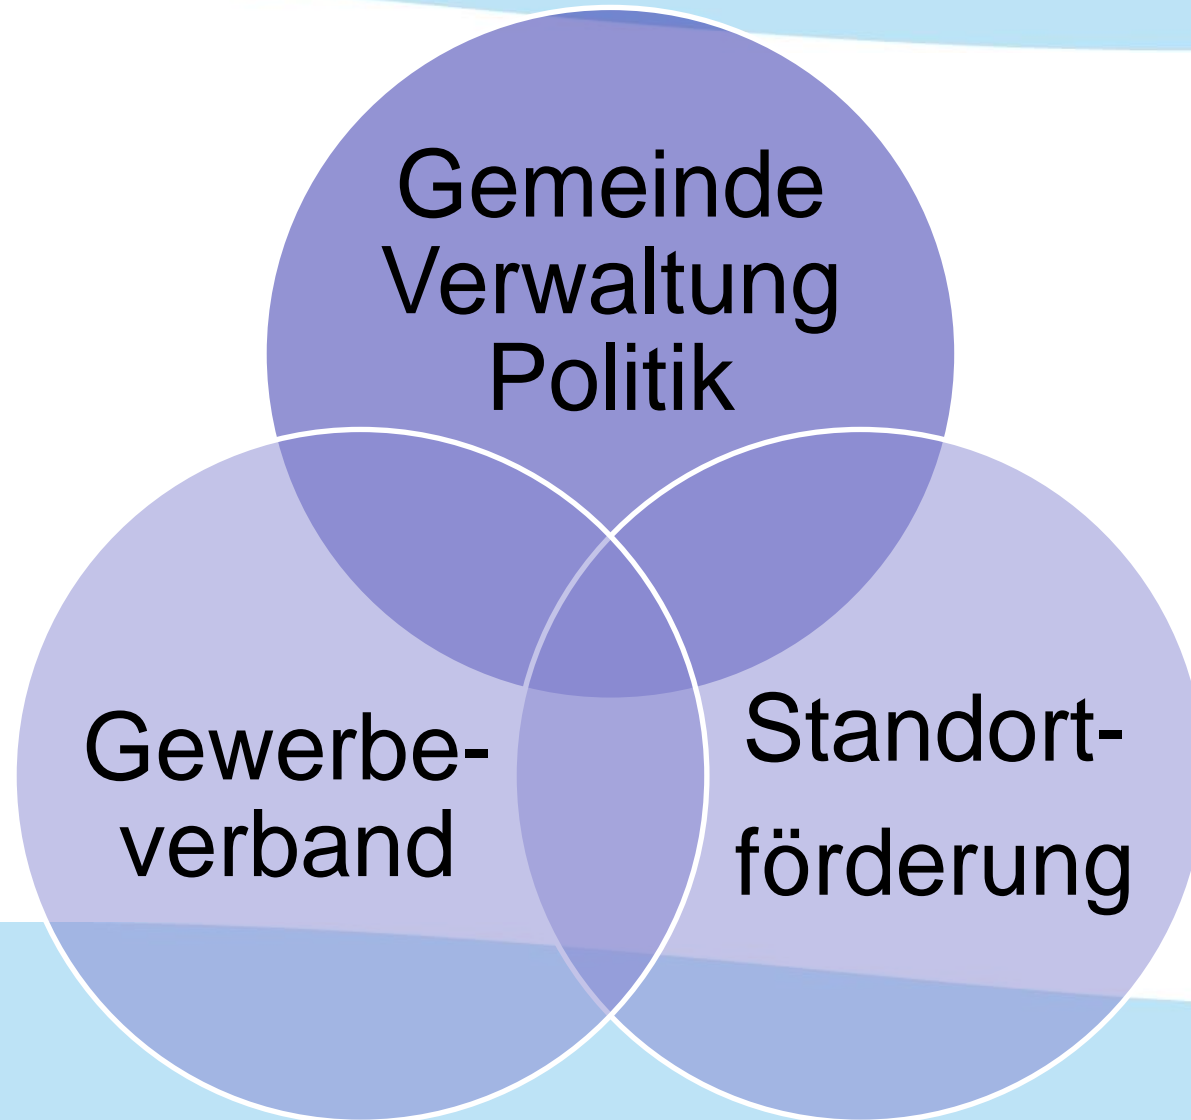 Gemeinde
Verwaltung
Politik
Gewerbe-
verband
Standort-
förderung